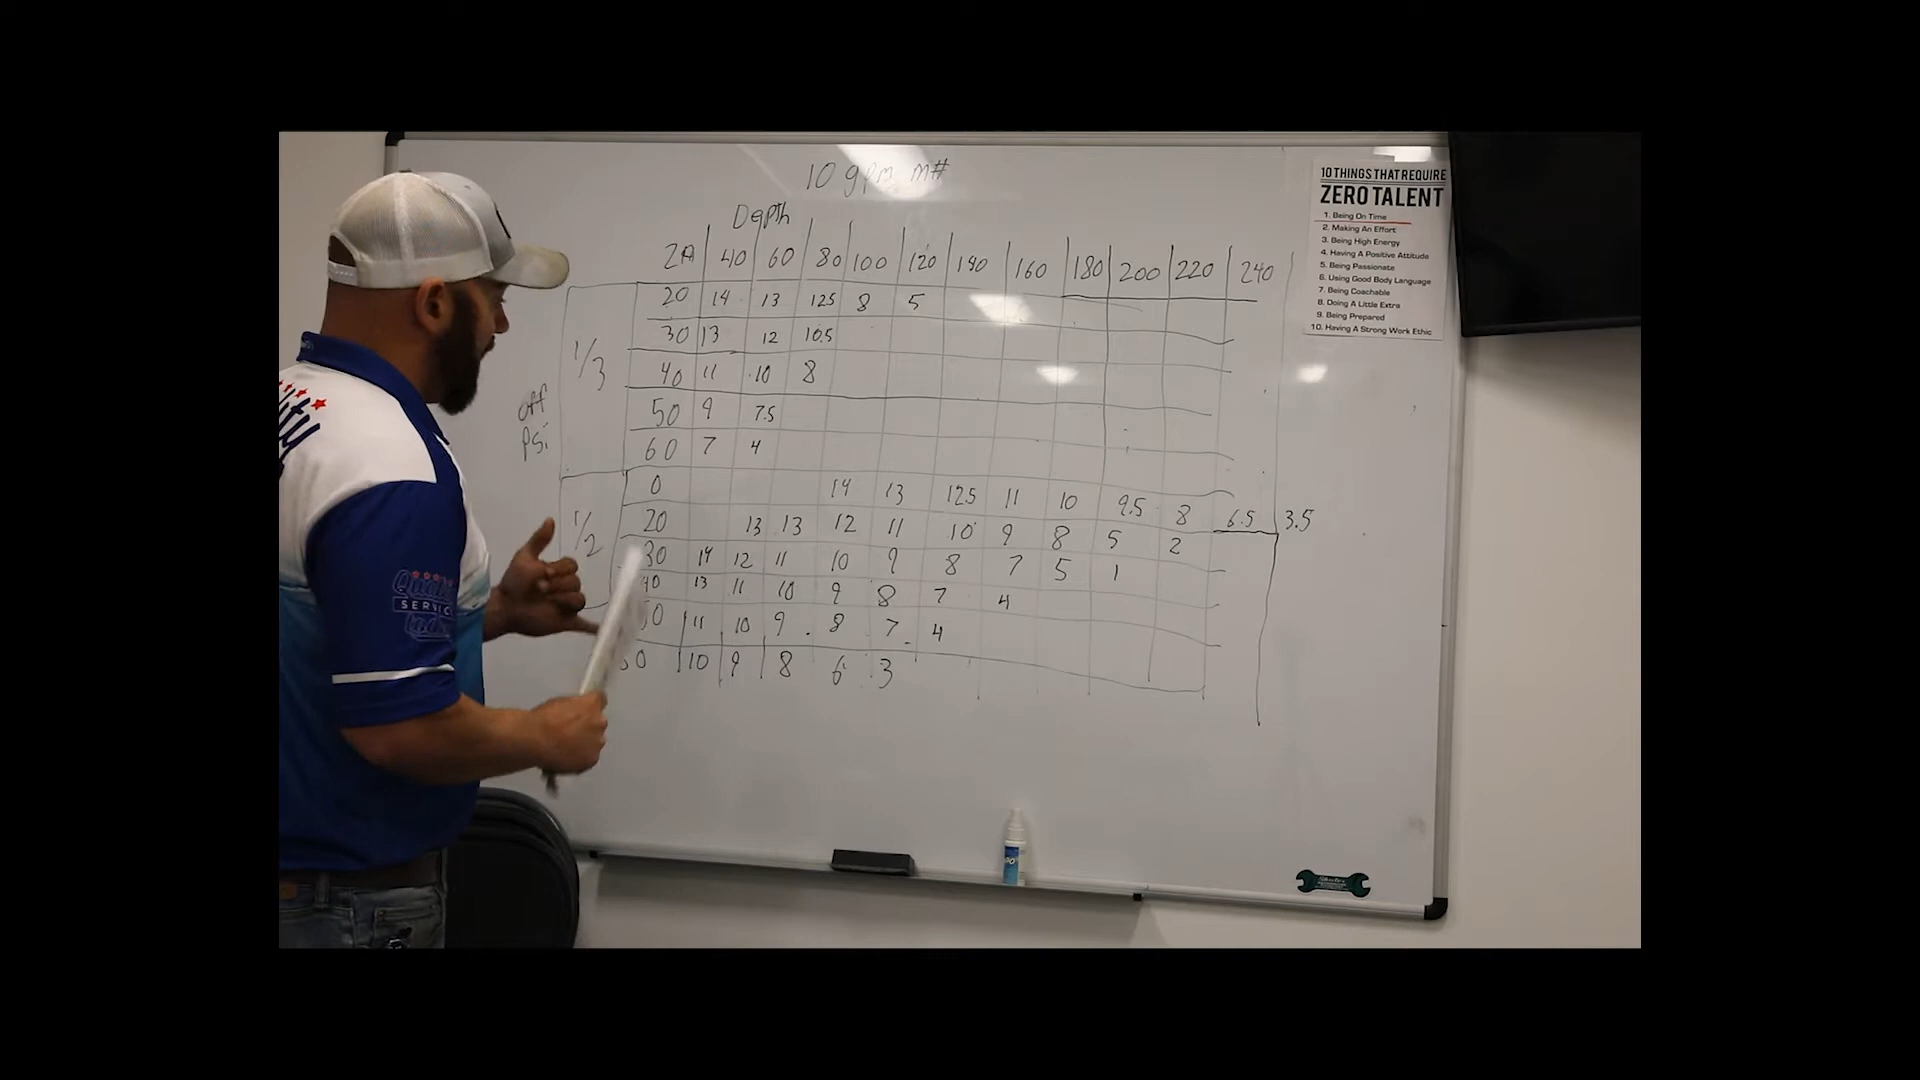 10 gpm m#
Depth
20 40 60 80 100 120 140 160 180 200 220 240
1/3
20 14 13 12.5 8 5
30 13 12 10.5
40 11 10 8
off
psi
50 9 7.5
60 7 4
1/2
0 14 13 12.5 11 10 9.5 8 6.5 3.5
20 13 13 12 11 10 9 8 5 2
30 14 12 11 10 9 8 7 5 1
40 13 11 10 9 8 7 4
11 10 9 8 7 4
10 9 8 6 3
10 THINGS THAT REQUIRE
ZERO TALENT
1. Being On Time
2. Making An Effort
3. Being High Energy
4. Having A Positive Attitude
5. Being Passionate
6. Using Good Body Language
7. Being Coachable
8. Doing A Little Extra
9. Being Prepared
10. Having A Strong Work Ethic
lity
Quality
SERVICE